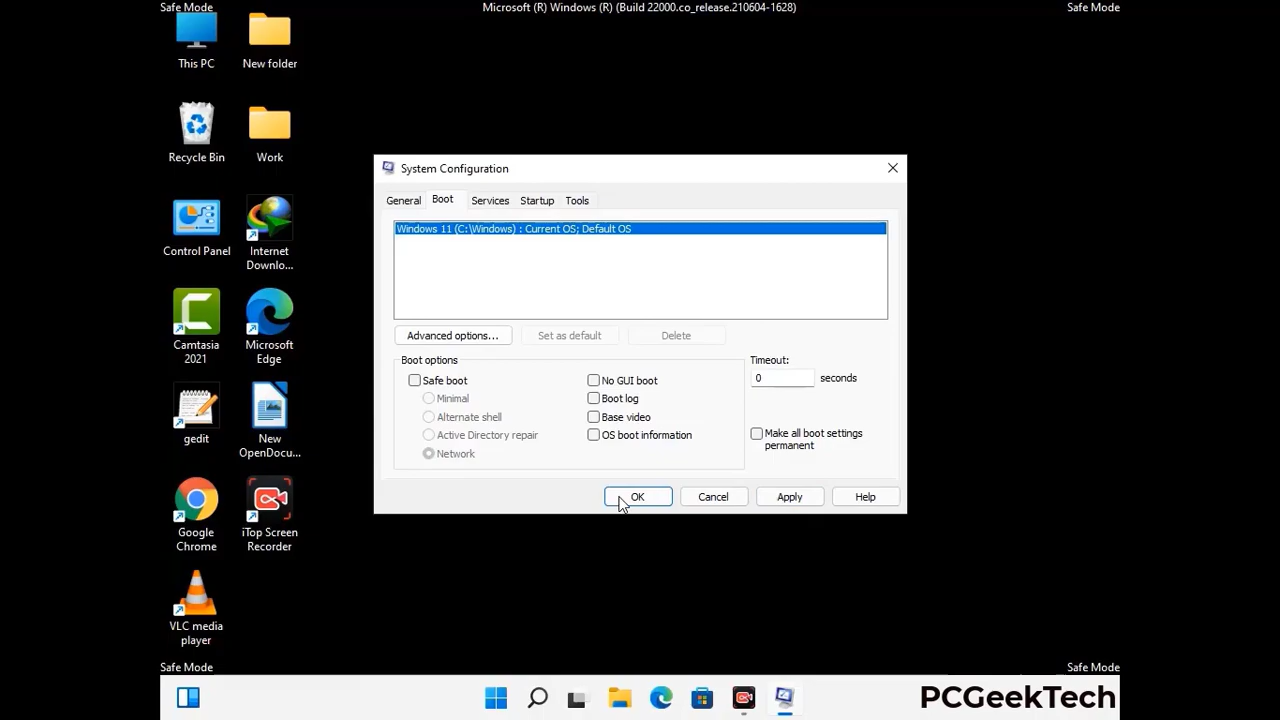 Safe Mode
Microsoft (R) Windows (R) (Build 22000.co_release.210604-1628)
Safe Mode
This PC
New folder
Recycle Bin
Work
Control Panel
Internet
Downlo...
Camtasia
2021
Microsoft
Edge
gedit
New
OpenDocu...
Google
Chrome
iTop Screen
Recorder
VLC media
player
System Configuration
General
Boot
Services
Startup
Tools
Windows 11 (C:\Windows) : Current OS; Default OS
Advanced options...
Set as default
Delete
Boot options
Safe boot
Minimal
Alternate shell
Active Directory repair
Network
No GUI boot
Boot log
Base video
OS boot information
Timeout:
0 seconds
Make all boot settings
permanent
OK
Cancel
Apply
Help
Safe Mode
Safe Mode
PCGeekTech